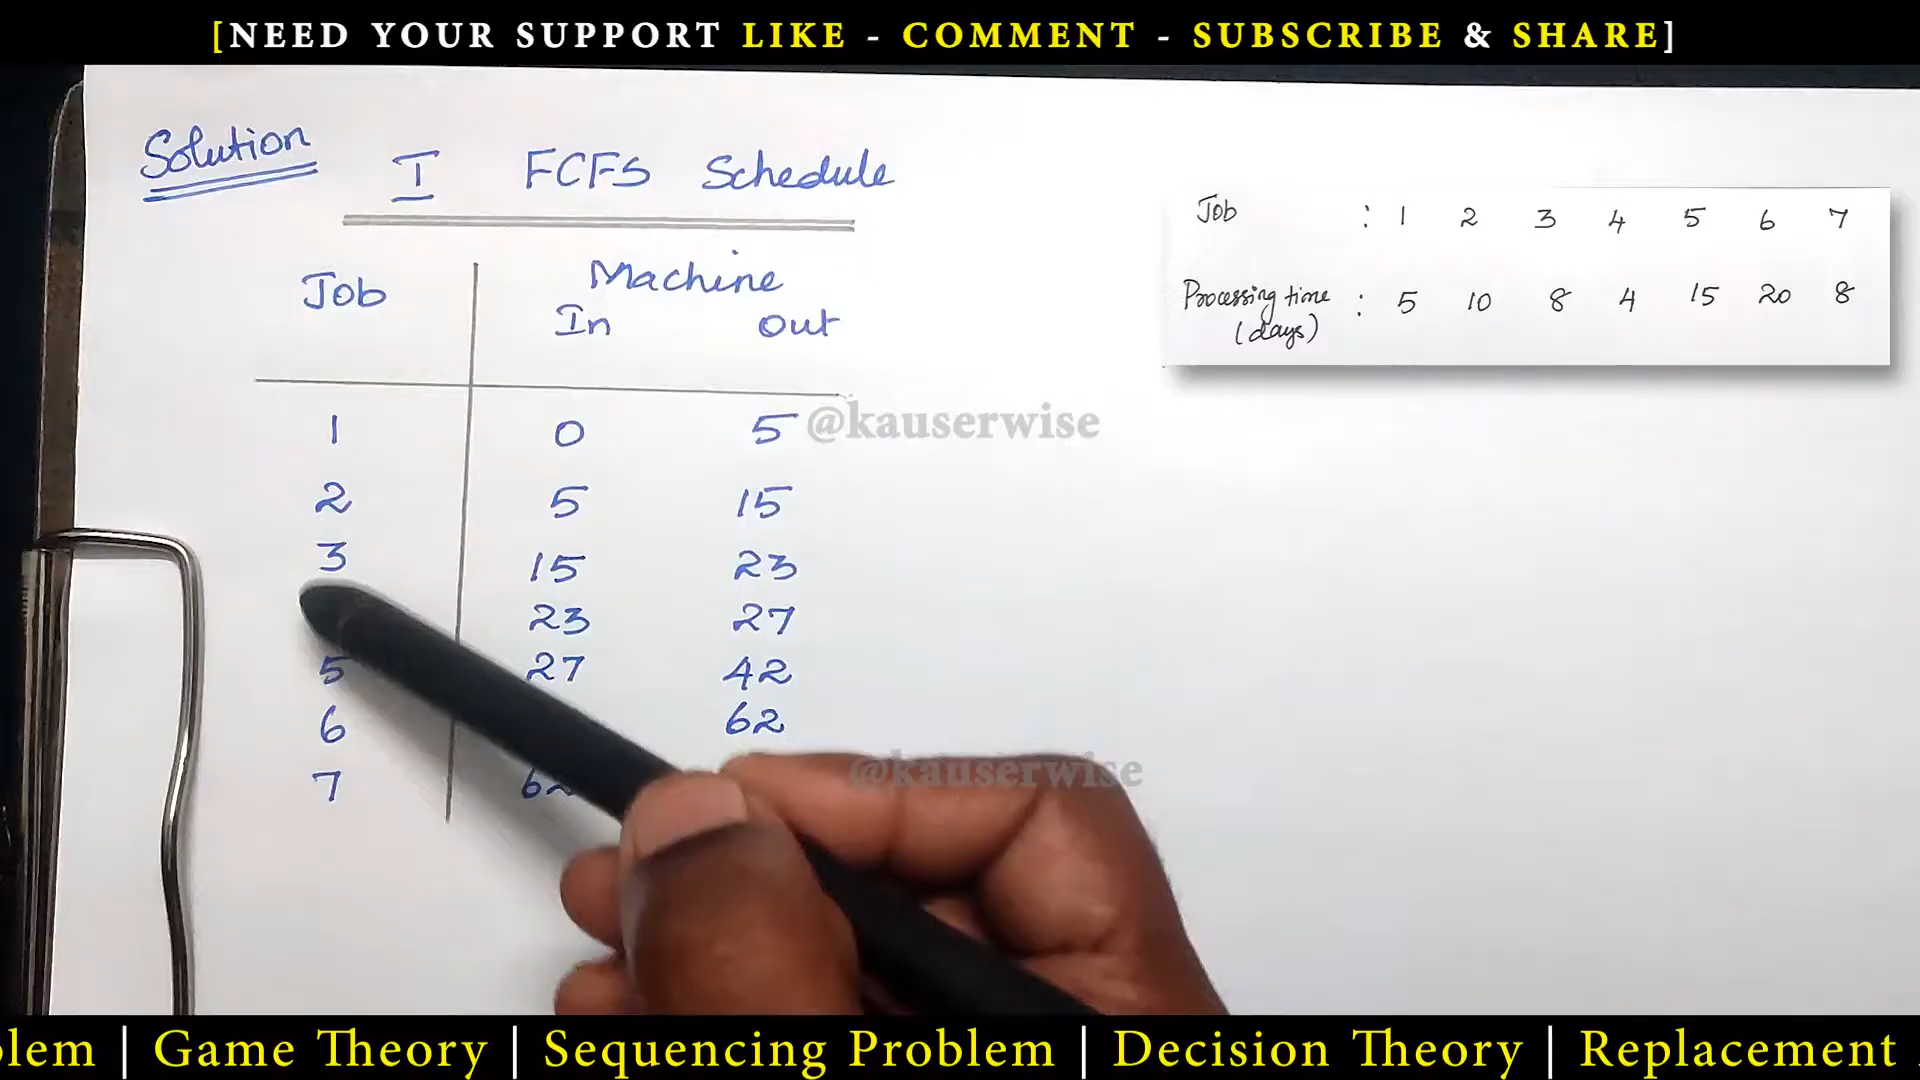 [NEED YOUR SUPPORT LIKE - COMMENT - SUBSCRIBE & SHARE]
Solution
I FCFS Schedule
Job Machine
In Out
1 0 5
2 5 15
3 15 23
23 27
5 27 42
6 62
7 62
Job : 1 2 3 4 5 6 7
Processing time : 5 10 8 4 15 20 8
(days)
@kauserwise
@kauserwise
lem | Game Theory | Sequencing Problem | Decision Theory | Replacement